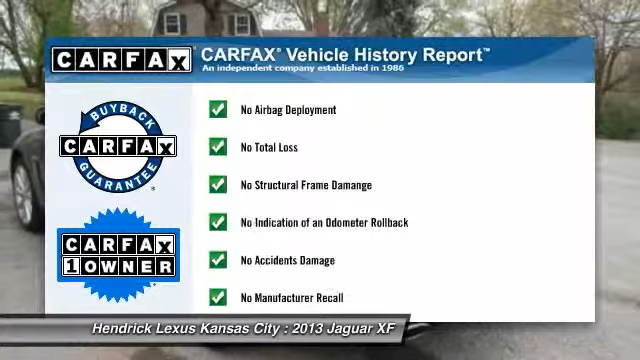 CARFAX
CARFAX® Vehicle History Report™
An independent company established in 1986
BUYBACK
CARFAX
GUARANTEE
*
CARFAX
1 OWNER
*
No Airbag Deployment
No Total Loss
No Structural Frame Damange
No Indication of an Odometer Rollback
No Accidents Damage
No Manufacturer Recall
Hendrick Lexus Kansas City : 2013 Jaguar XF